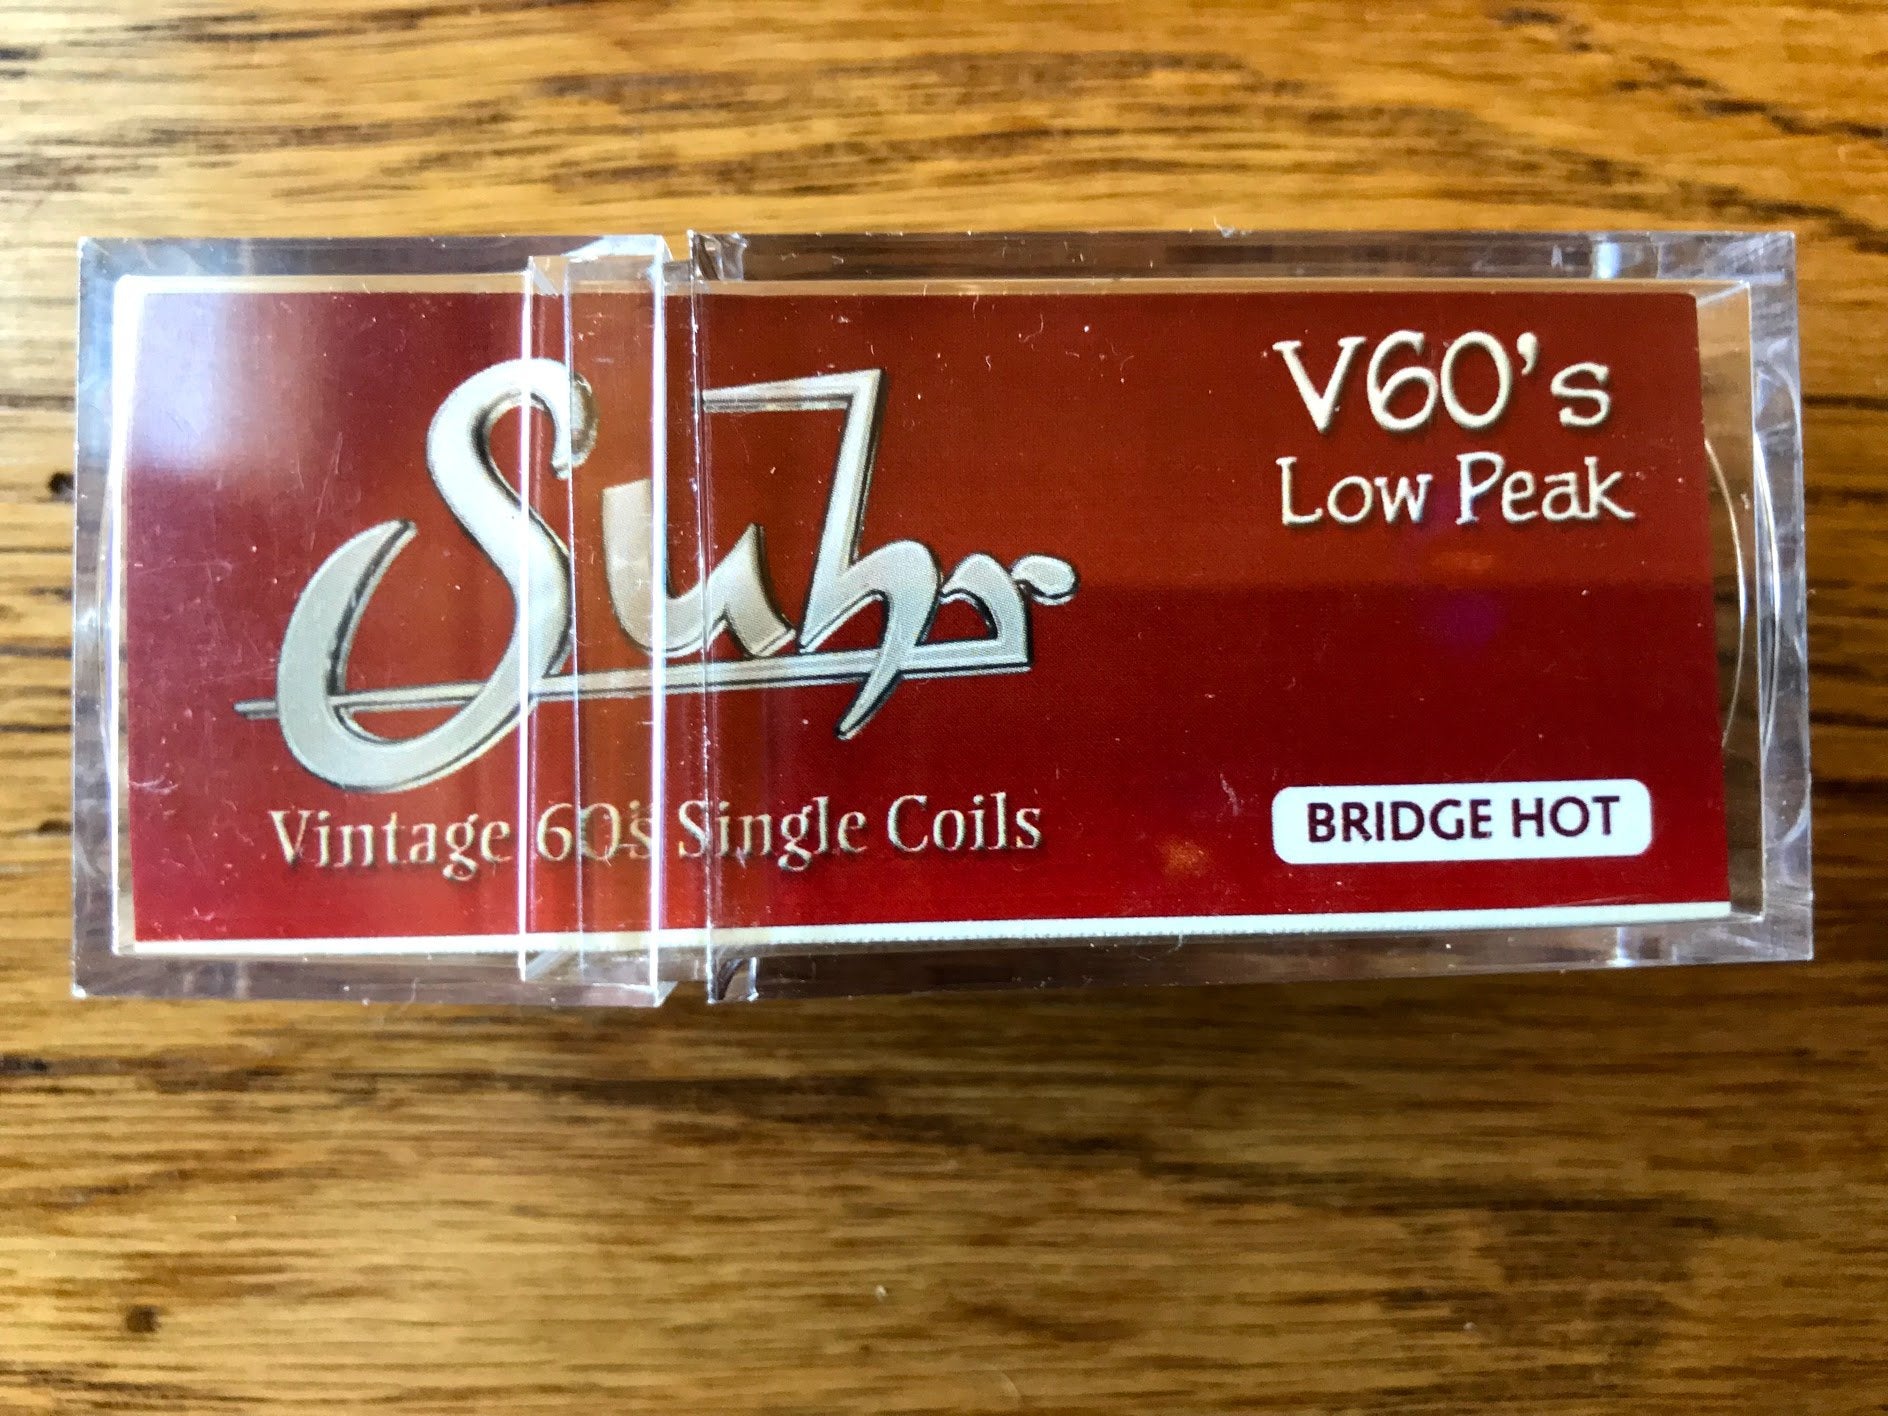 Suhr
Vintage 60's Single Coils
V60's
Low Peak
BRIDGE HOT